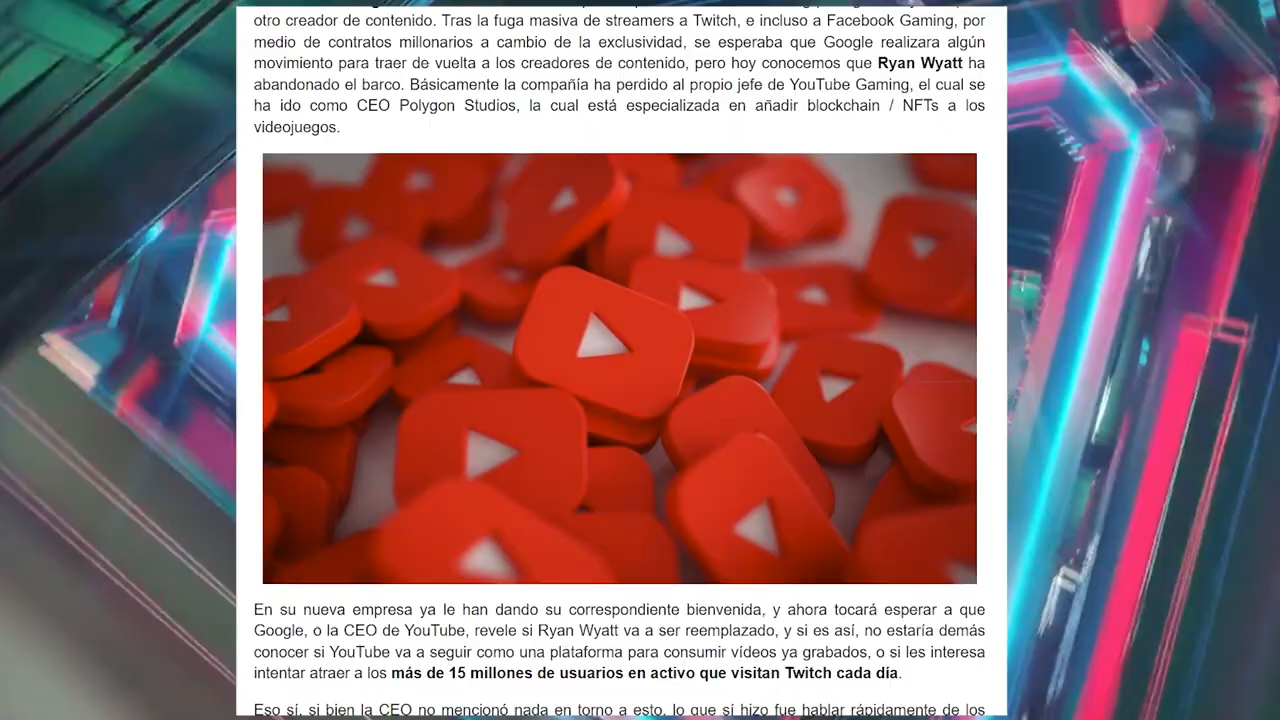 otro creador de contenido. Tras la fuga masiva de streamers a Twitch, e incluso a Facebook Gaming, por
medio de contratos millonarios a cambio de la exclusividad, se esperaba que Google realizara algún
movimiento para traer de vuelta a los creadores de contenido, pero hoy conocemos que Ryan Wyatt ha
abandonado el barco. Básicamente la compañía ha perdido al propio jefe de YouTube Gaming, el cual se
ha ido como CEO Polygon Studios, la cual está especializada en añadir blockchain / NFTs a los
videojuegos.
En su nueva empresa ya le han dando su correspondiente bienvenida, y ahora tocará esperar a que
Google, o la CEO de YouTube, revele si Ryan Wyatt va a ser reemplazado, y si es así, no estaría demás
conocer si YouTube va a seguir como una plataforma para consumir vídeos ya grabados, o si les interesa
intentar atraer a los más de 15 millones de usuarios en activo que visitan Twitch cada día.
Eso sí, si bien la CEO no mencionó nada en torno a esto, lo que sí hizo fue hablar rápidamente de los